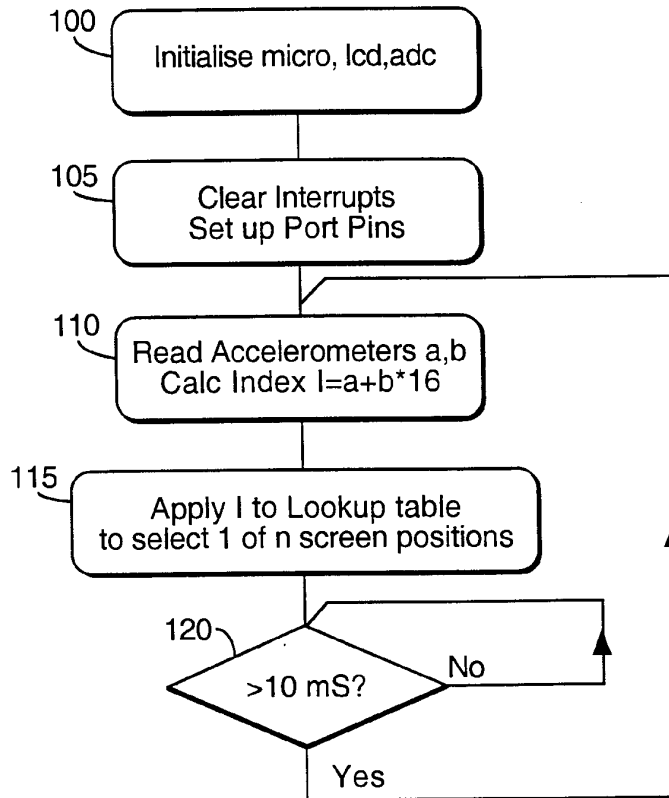 100
Initialise micro, lcd,adc
105
Clear Interrupts
Set up Port Pins
110
Read Accelerometers a,b
Calc Index I=a+b*16
115
Apply I to Lookup table
to select 1 of n screen positions
120
>10 mS?
No
Yes